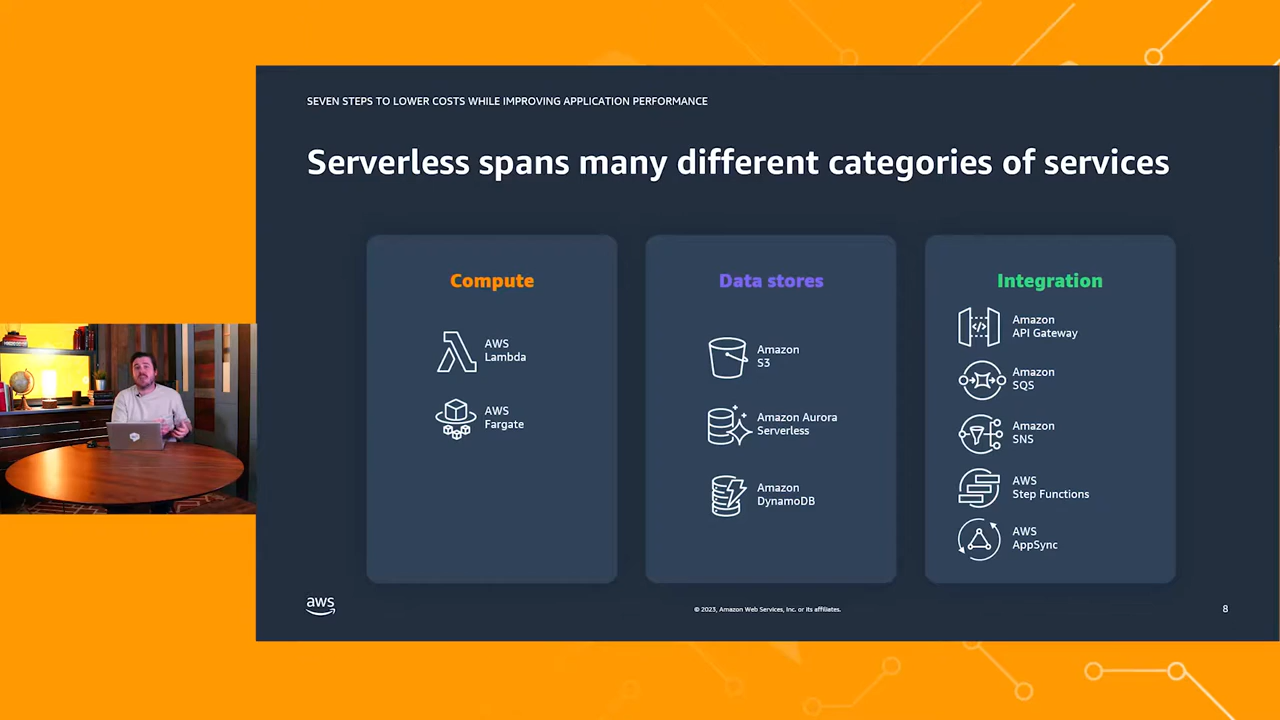 SEVEN STEPS TO LOWER COSTS WHILE IMPROVING APPLICATION PERFORMANCE
Serverless spans many different categories of services
Compute
AWS
Lambda
AWS
Fargate
Data stores
Amazon
S3
Amazon Aurora
Serverless
Amazon
DynamoDB
Integration
</>
Amazon
API Gateway
Amazon
SQS
Amazon
SNS
AWS
Step Functions
AWS
AppSync
aws
© 2023, Amazon Web Services, Inc. or its affiliates.
8